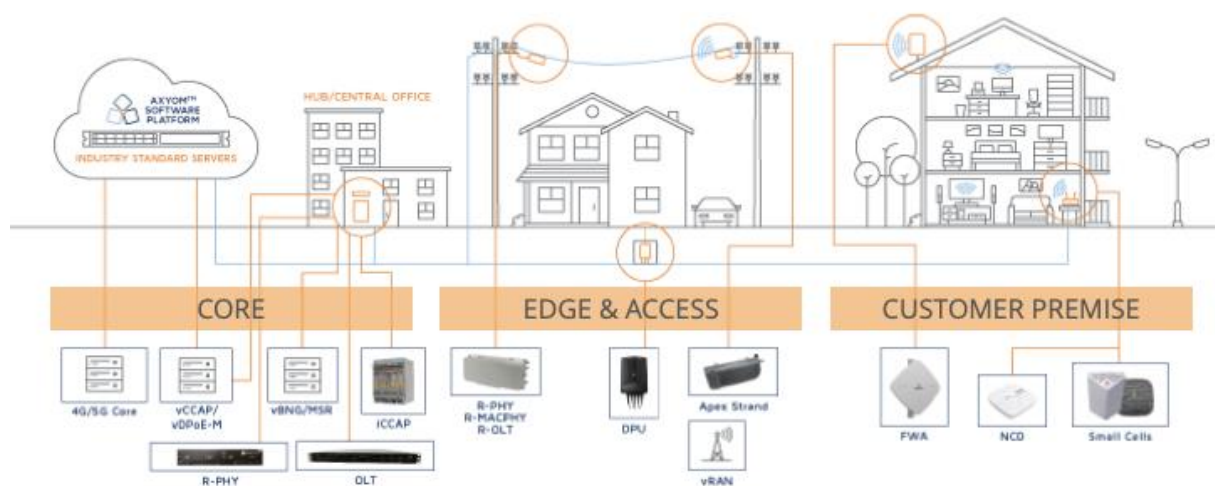 AXYOM™
SOFTWARE
PLATFORM
INDUSTRY STANDARD SERVERS
HUB/CENTRAL OFFICE
CORE
EDGE & ACCESS
CUSTOMER PREMISE
4G/5G Core
vCCAP/
vDPoE-M
vBNG/MSR
iCCAP
R-PHY
OLT
R-PHY
R-MACPHY
R-OLT
DPU
Apex Strand
vRAN
FWA
NCD
Small Cells